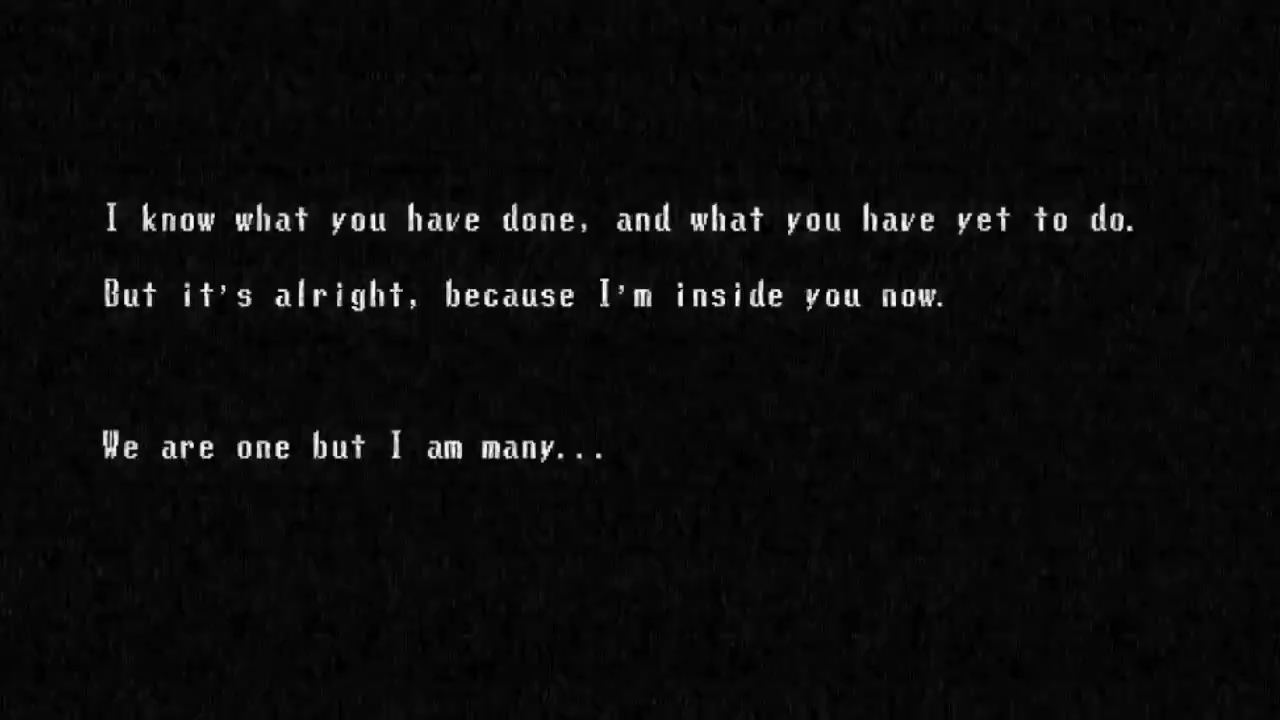 I know what you have done, and what you have yet to do.
But it's alright, because I'm inside you now.
We are one but I am many...